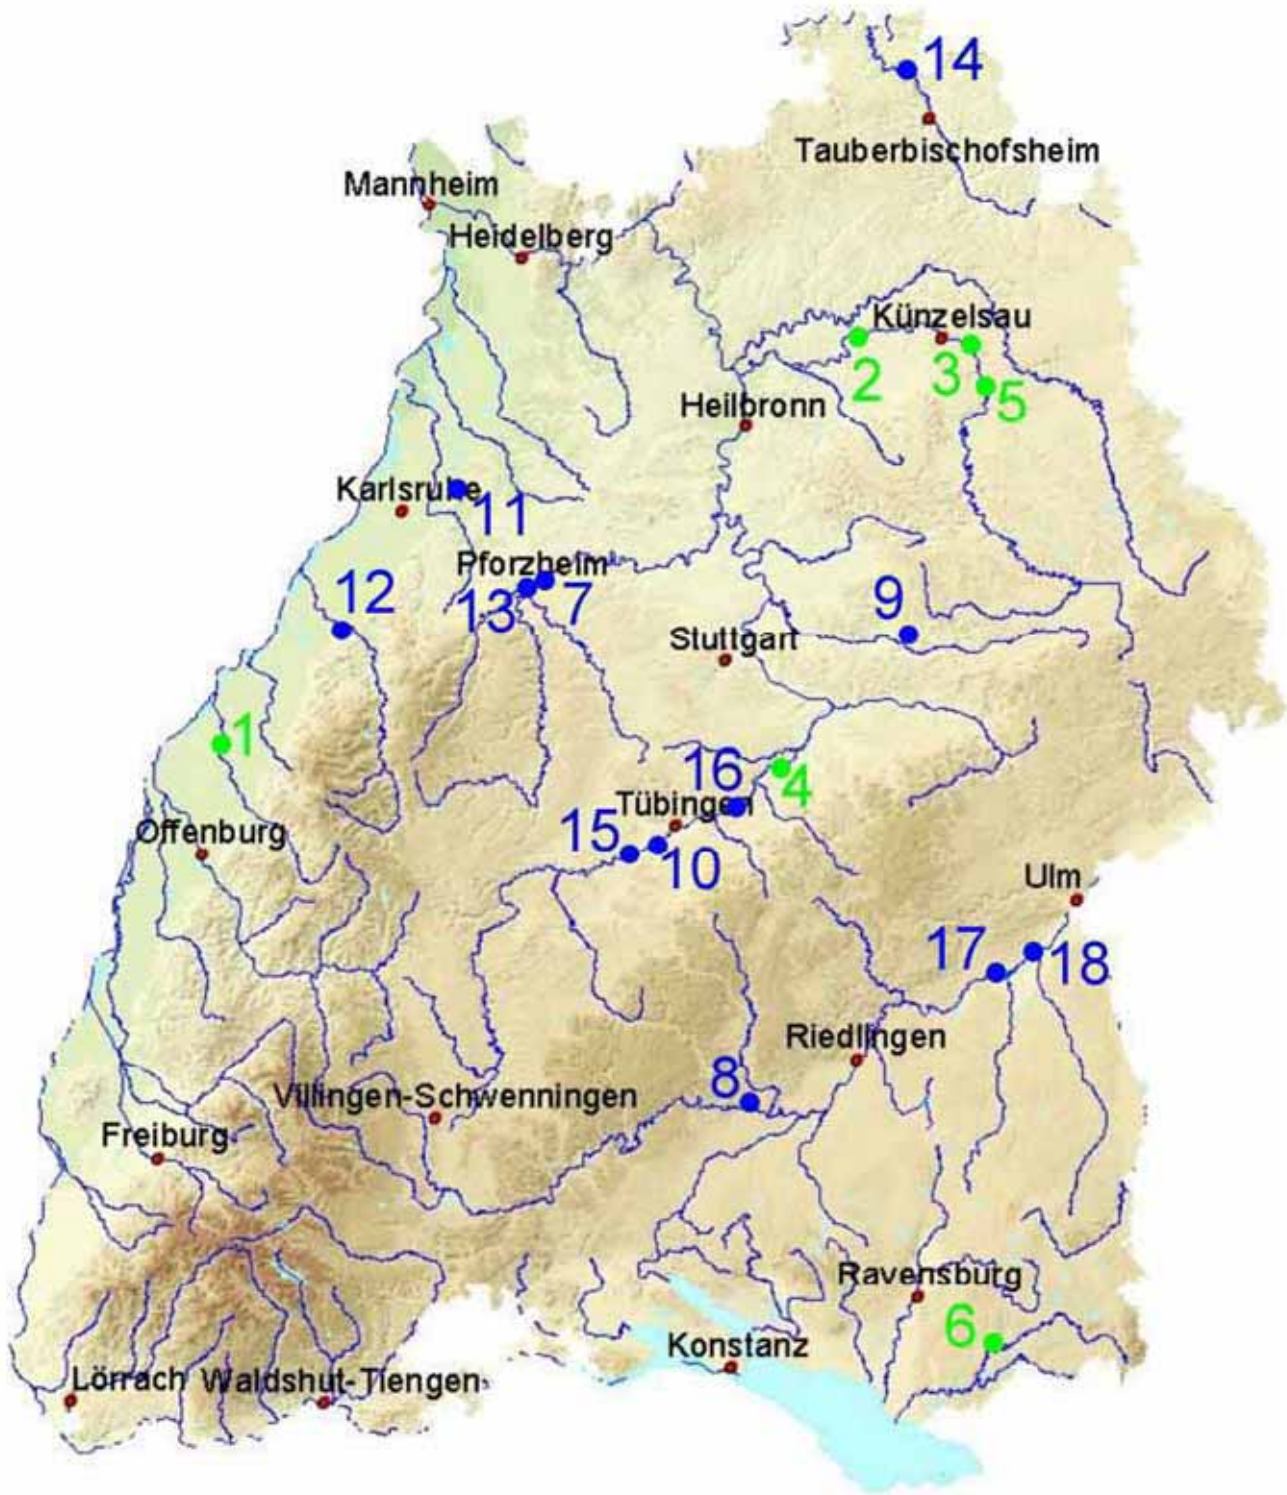 14
Tauberbischofsheim
Mannheim
Heidelberg
Künzelsau
2
3
5
Heilbronn
Karlsruhe
11
Pforzheim
12
13
7
9
Stuttgart
1
16
4
Tübingen
15
10
Offenburg
Ulm
17
18
Riedlingen
8
Villingen-Schwenningen
Freiburg
Ravensburg
6
Konstanz
Lörrach
Waldshut-Tiengen